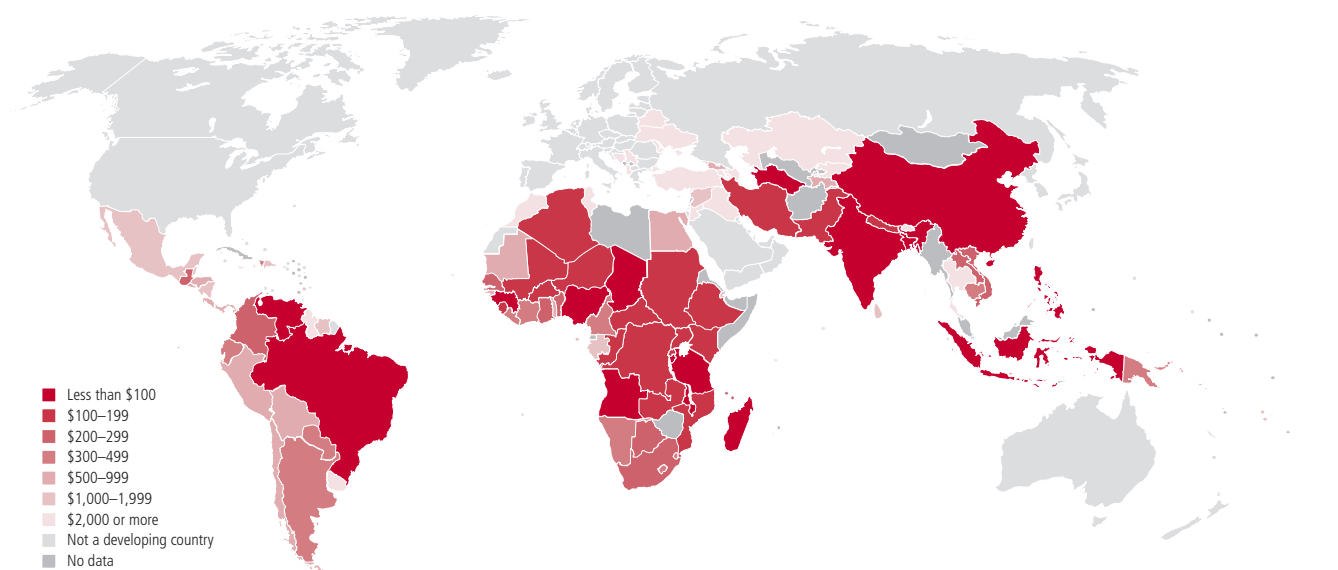 Less than $100
$100–199
$200–299
$300–499
$500–999
$1,000–1,999
$2,000 or more
Not a developing country
No data